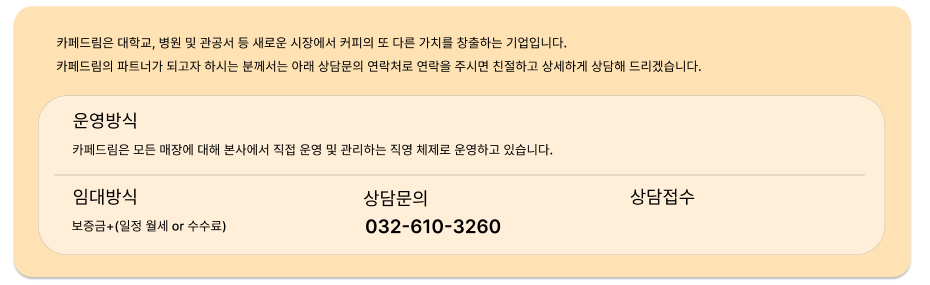 카페드림은 대학교, 병원 및 관공서 등 새로운 시장에서 커피의 또 다른 가치를 창출하는 기업입니다.
카페드림의 파트너가 되고자 하시는 분께서는 아래 상담문의 연락처로 연락을 주시면 친절하고 상세하게 상담해 드리겠습니다.
운영방식
카페드림은 모든 매장에 대해 본사에서 직접 운영 및 관리하는 직영 체제로 운영하고 있습니다.
임대방식
보증금+(일정 월세 or 수수료)
상담문의
032-610-3260
상담접수